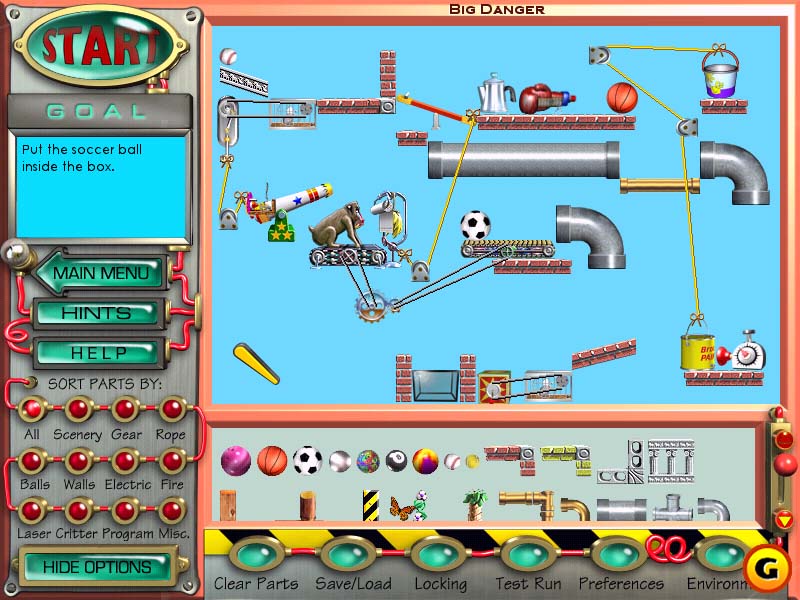 BIG DANGER
START
GOAL
Put the soccer ball
inside the box.
MAIN MENU
HINTS
HELP
SORT PARTS BY:
All Scenery Gear Rope
Balls Walls Electric Fire
Laser Critter Program Misc.
HIDE OPTIONS
Clear Parts Save/Load Locking Test Run Preferences Environm
G